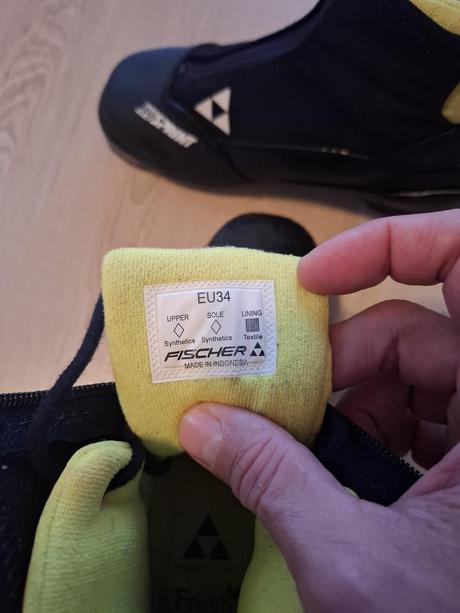 SPRINT
EU34
UPPER SOLE LINING
Synthetics Synthetics Textile
FISCHER
MADE IN INDONESIA